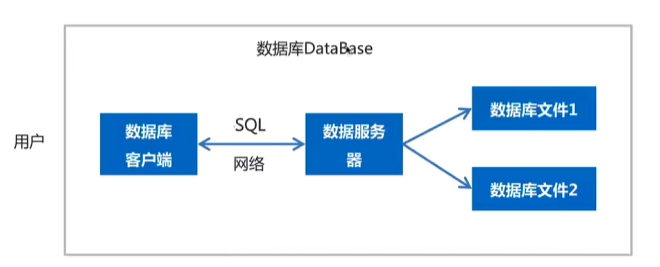 数据库DataBase
用户
数据库
客户端
SQL
网络
数据服务
器
数据库文件1
数据库文件2